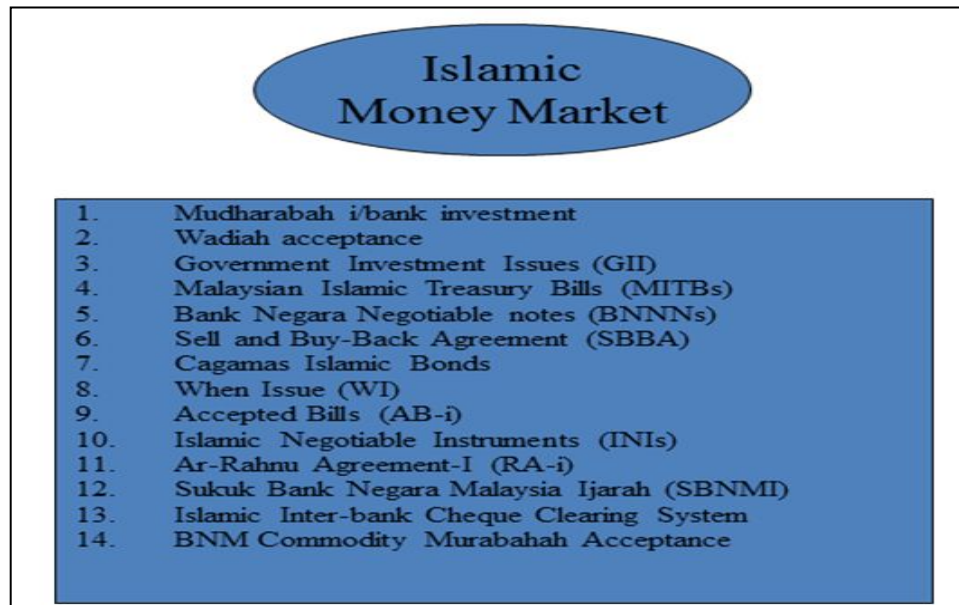 Islamic
Money Market
1. Mudharabah i/bank investment
2. Wadiah acceptance
3. Government Investment Issues (GII)
4. Malaysian Islamic Treasury Bills (MITBs)
5. Bank Negara Negotiable notes (BNNNs)
6. Sell and Buy-Back Agreement (SBBA)
7. Cagamas Islamic Bonds
8. When Issue (WI)
9. Accepted Bills (AB-i)
10. Islamic Negotiable Instruments (INIs)
11. Ar-Rahnu Agreement-I (RA-i)
12. Sukuk Bank Negara Malaysia Ijarah (SBNMI)
13. Islamic Inter-bank Cheque Clearing System
14. BNM Commodity Murabahah Acceptance